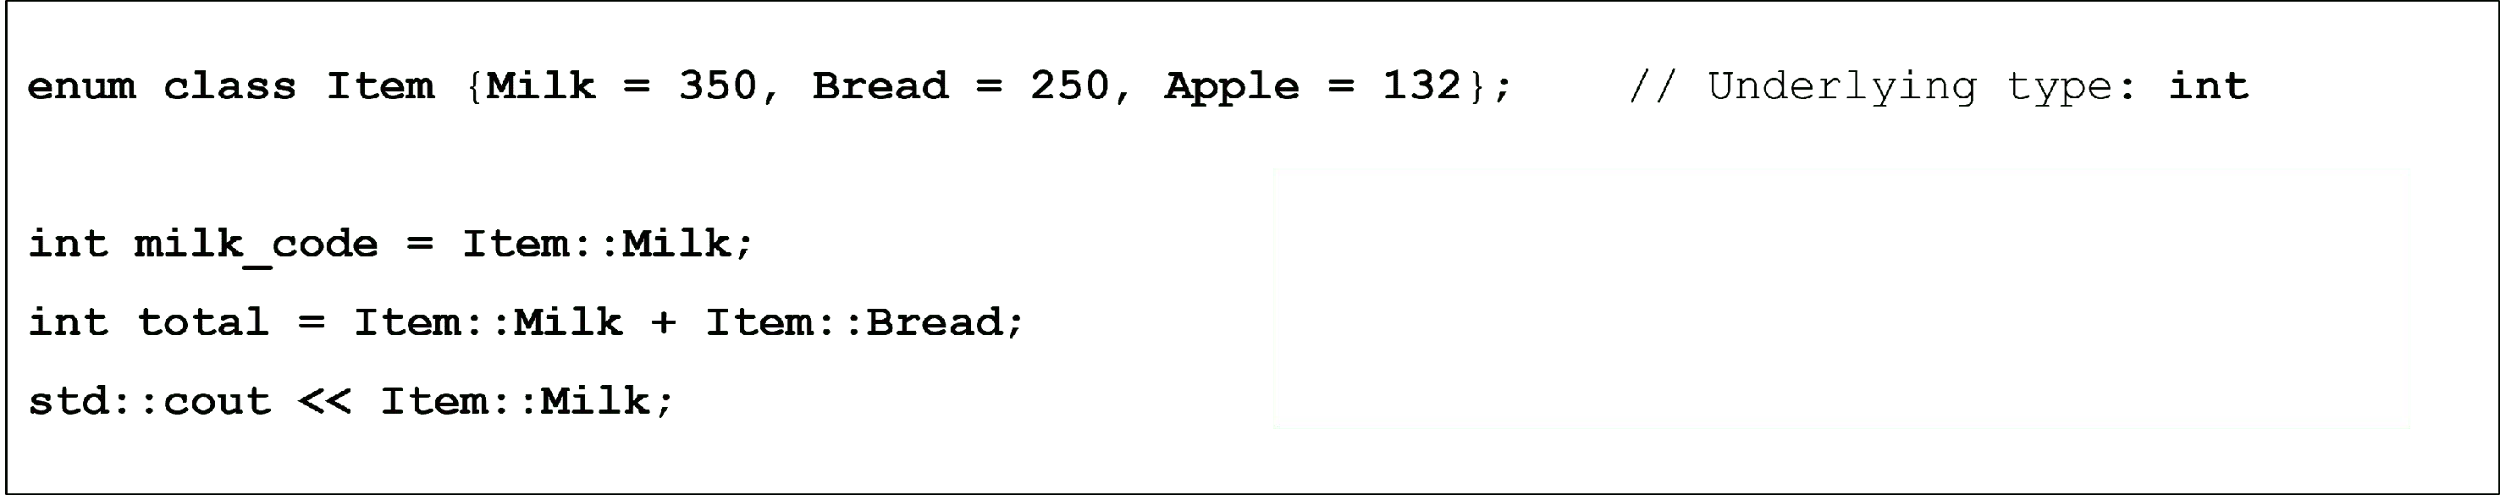 enum class Item {Milk = 350, Bread = 250, Apple = 132};    // Underlying type: int
int milk_code = Item::Milk;
int total = Item::Milk + Item::Bread;
std::cout << Item::Milk;